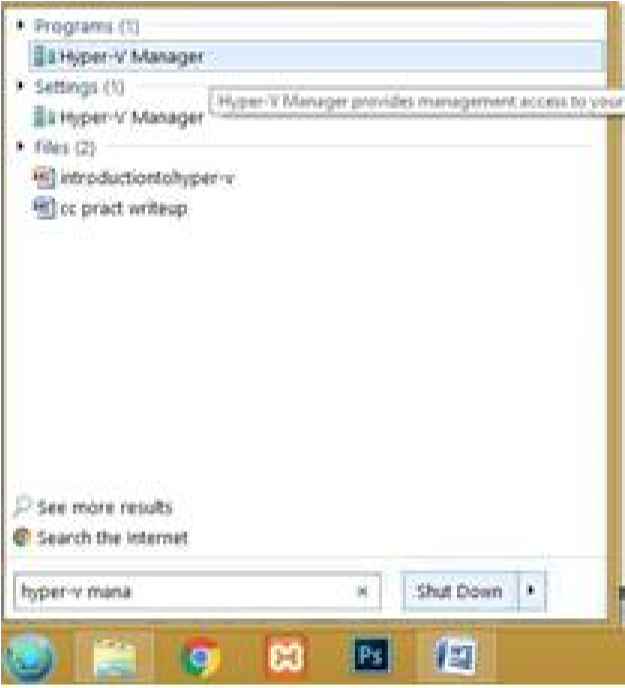 Programs (1)
Hyper-V Manager
Settings (1)
Hyper-V Manager provides management access to your
Hyper-V Manager
Files (2)
introductiontohyper-v
cc pract writeup
See more results
Search the Internet
hyper-v mana
Shut Down
Ps